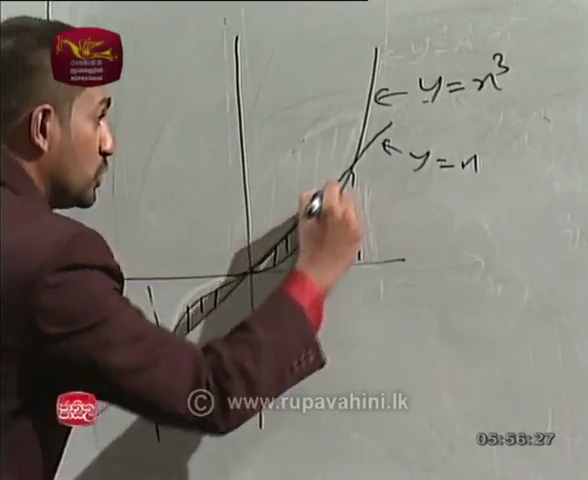 y = x³
y = x
© www.rupavahini.lk
05:56:27